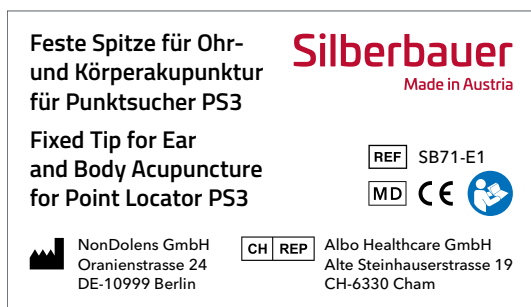 Feste Spitze für Ohr-
und Körperakupunktur
für Punktsucher PS3
Fixed Tip for Ear
and Body Acupuncture
for Point Locator PS3
Silberbauer
Made in Austria
REF SB71-E1
MD CE
NonDolens GmbH
Oranienstrasse 24
DE-10999 Berlin
CH REP
Albo Healthcare GmbH
Alte Steinhauserstrasse 19
CH-6330 Cham